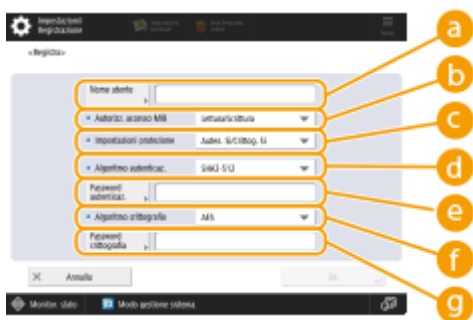 Impostazioni/
Registrazione
a
<Registra>
Nome utente
b
Autorizz. accesso MIB
Lettura/scrittura
c
Impostazioni protezione
Auten. Sì/Crittog. Sì
d
Algoritmo autenticaz.
SHA2-512
Password
autenticaz.
e
Algoritmo crittografia
AES
f
Password
crittografia
g
Annulla
OK
Monitor. stato
Modo gestione sistema